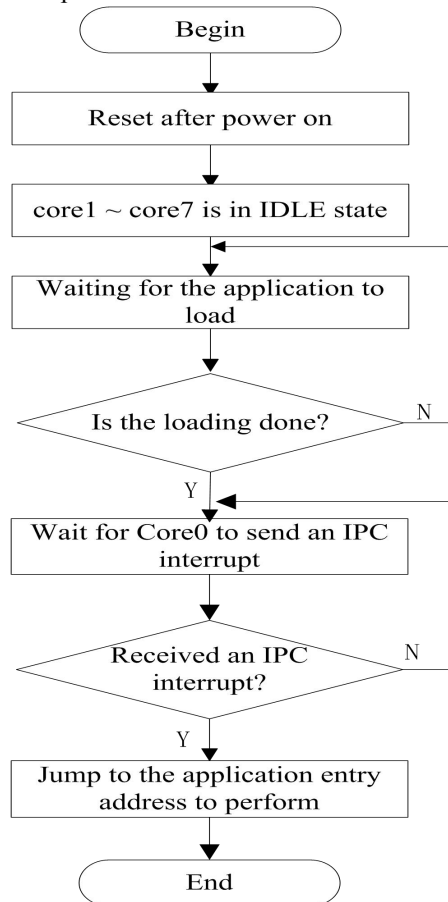 Begin
Reset after power on
core1 ~ core7 is in IDLE state
Waiting for the application to
load
Is the loading done?
N
Y
Wait for Core0 to send an IPC
interrupt
Received an IPC
interrupt?
N
Y
Jump to the application entry
address to perform
End